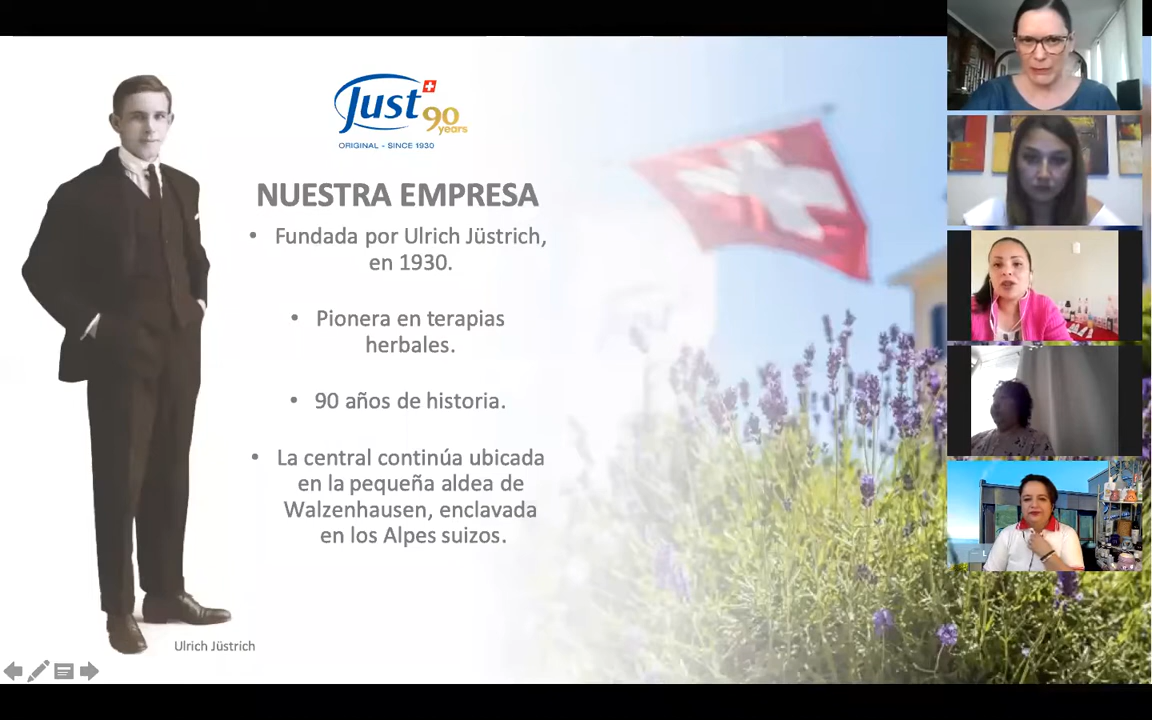 Just
90
years
ORIGINAL - SINCE 1930
NUESTRA EMPRESA
• Fundada por Ulrich Jüstrich,
en 1930.
• Pionera en terapias
herbales.
• 90 años de historia.
• La central continúa ubicada
en la pequeña aldea de
Walzenhausen, enclavada
en los Alpes suizos.
Ulrich Jüstrich